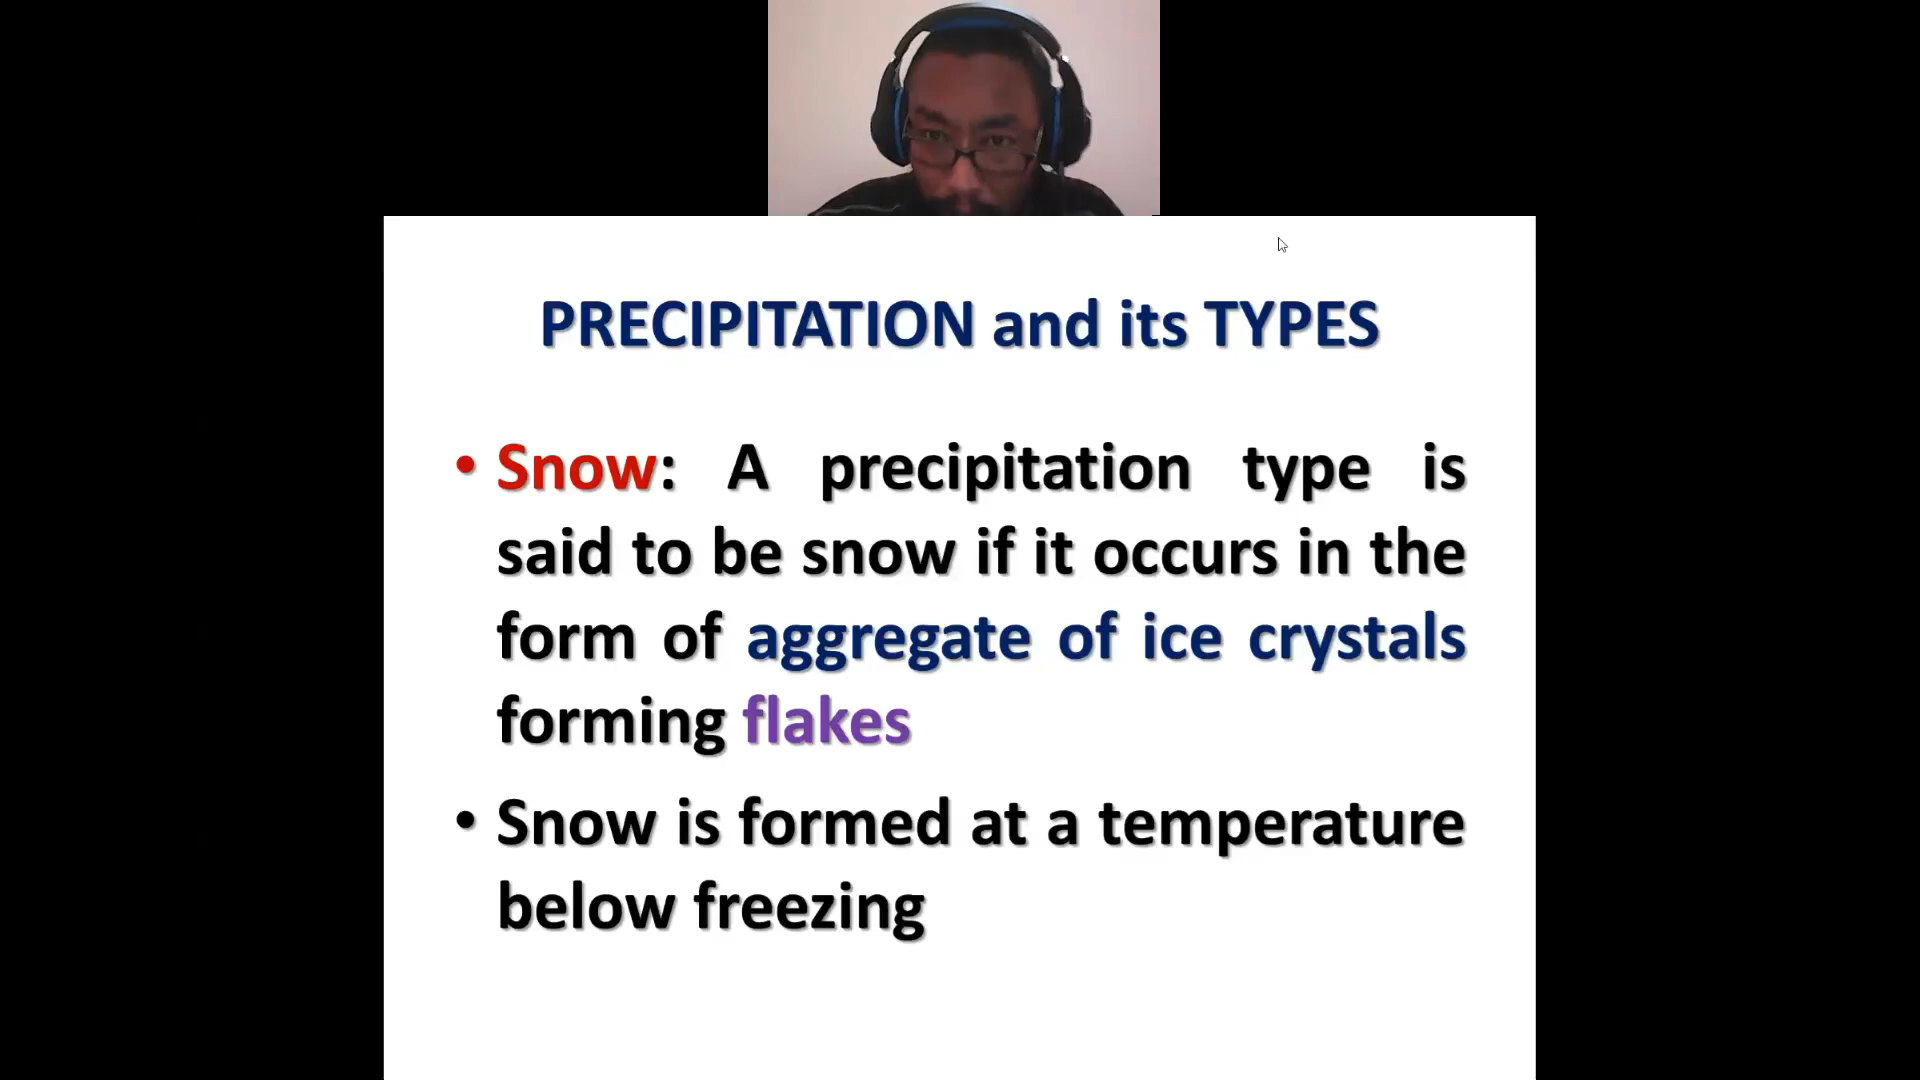 PRECIPITATION and its TYPES
• Snow: A precipitation type is
said to be snow if it occurs in the
form of aggregate of ice crystals
forming flakes
• Snow is formed at a temperature
below freezing